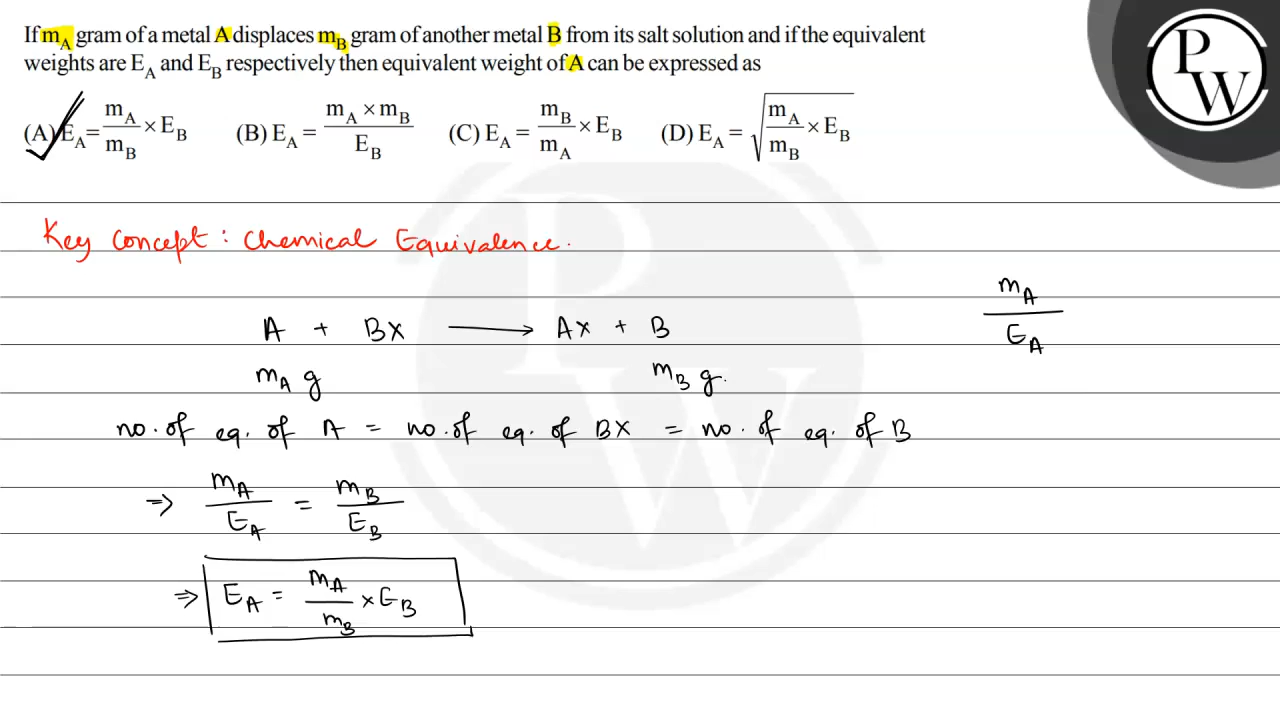 If m_A gram of a metal A displaces m_B gram of another metal B from its salt solution and if the equivalent
weights are E_A and E_B respectively then equivalent weight of A can be expressed as
(A) E_A = m_A/m_B × E_B (B) E_A = (m_A × m_B)/E_B (C) E_A = m_B/m_A × E_B (D) E_A = √(m_A/m_B × E_B)
PW
Key Concept: Chemical Equivalence.
A + BX ⟶ AX + B
m_A g m_B g.
m_A/E_A
no. of eq. of A = no. of eq. of BX = no. of eq. of B
⇒ m_A/E_A = m_B/E_B
⇒ E_A = m_A/m_B × E_B
PW